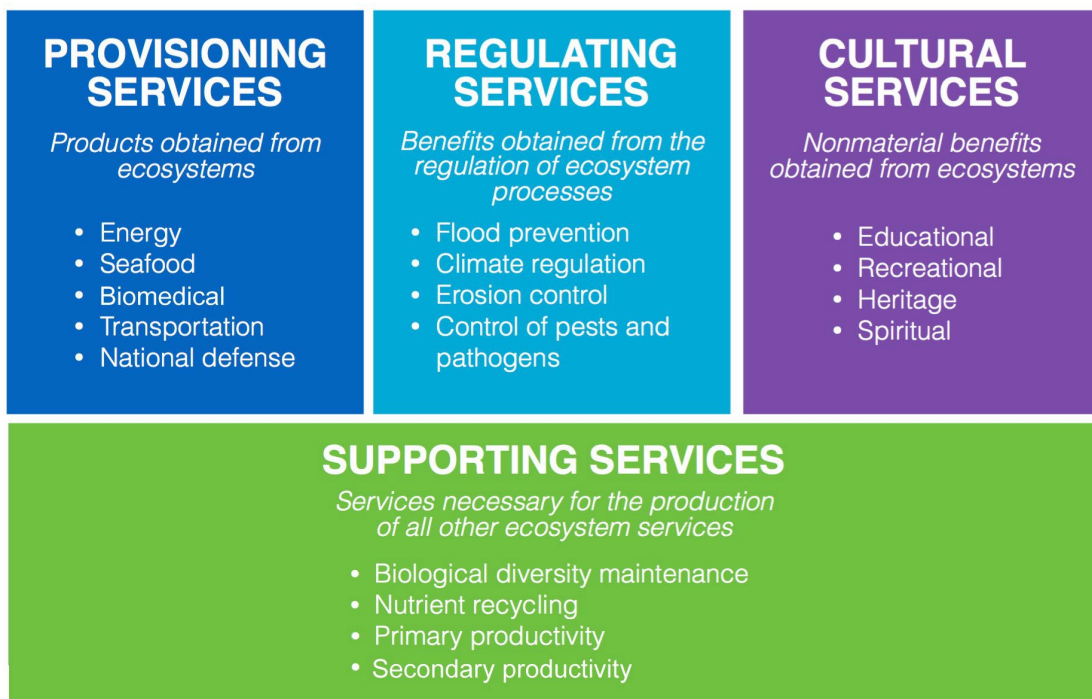 PROVISIONING
SERVICES
Products obtained from
ecosystems
• Energy
• Seafood
• Biomedical
• Transportation
• National defense
REGULATING
SERVICES
Benefits obtained from the
regulation of ecosystem
processes
• Flood prevention
• Climate regulation
• Erosion control
• Control of pests and
pathogens
CULTURAL
SERVICES
Nonmaterial benefits
obtained from ecosystems
• Educational
• Recreational
• Heritage
• Spiritual
SUPPORTING SERVICES
Services necessary for the production
of all other ecosystem services
• Biological diversity maintenance
• Nutrient recycling
• Primary productivity
• Secondary productivity